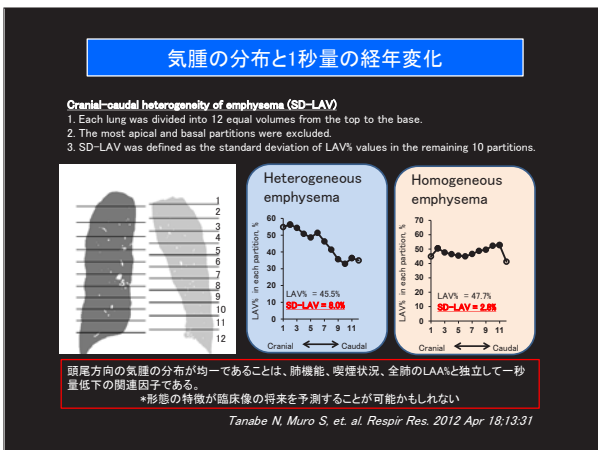 気腫の分布と1秒量の経年変化
Cranial-caudal heterogeneity of emphysema (SD-LAV)
1. Each lung was divided into 12 equal volumes from the top to the base.
2. The most apical and basal partitions were excluded.
3. SD-LAV was defined as the standard deviation of LAV% values in the remaining 10 partitions.
1
2
3
4
5
6
7
8
9
10
11
12
Heterogeneous
emphysema
LAV% in each partition, %
60
50
40
30
20
10
0
LAV% = 45.5%
SD-LAV = 8.0%
1 3 5 7 9 11
Cranial Caudal
Homogeneous
emphysema
LAV% in each partition, %
70
60
50
40
30
20
10
0
LAV% = 47.7%
SD-LAV = 2.6%
1 3 5 7 9 11
Cranial Caudal
頭尾方向の気腫の分布が均一であることは、肺機能、喫煙状況、全肺のLAA%と独立して一秒
量低下の関連因子である。
*形態の特徴が臨床像の将来を予測することが可能かもしれない
Tanabe N, Muro S, et. al. Respir Res. 2012 Apr 18;13:31